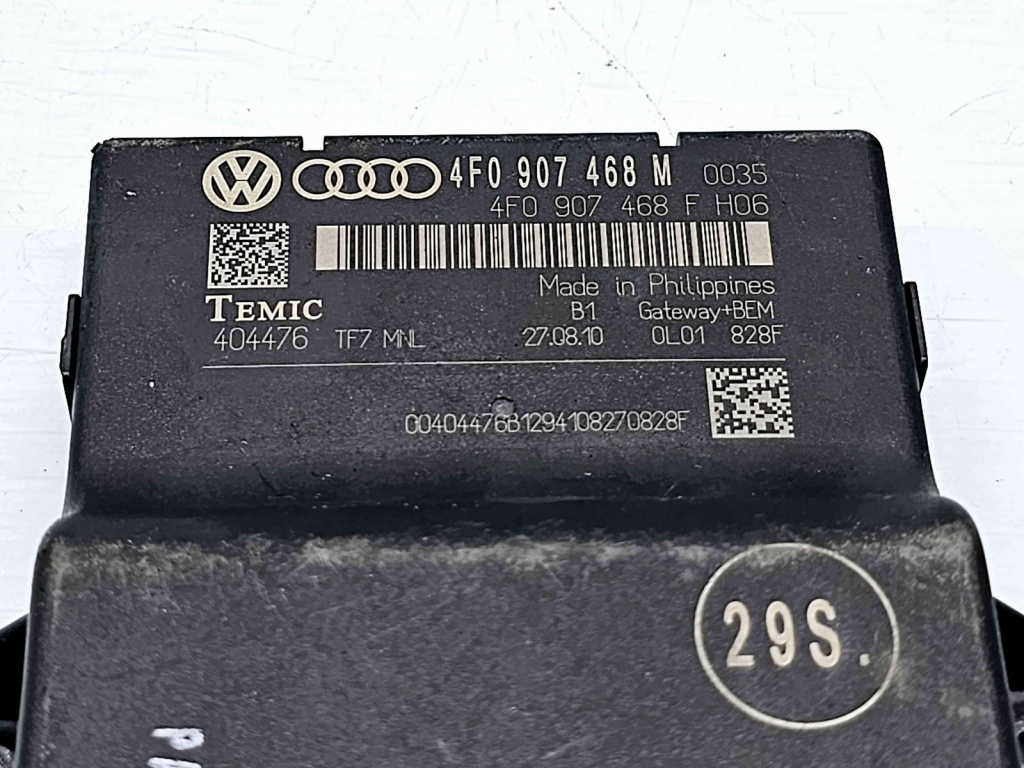 4F0 907 468 M 0035
4F0 907 468 F H06
TEMIC
Made in Philippines
B1 Gateway+BEM
404476 TF7 MNL 27.08.10 0L01 828F
00404476B1294108270828F
29S.